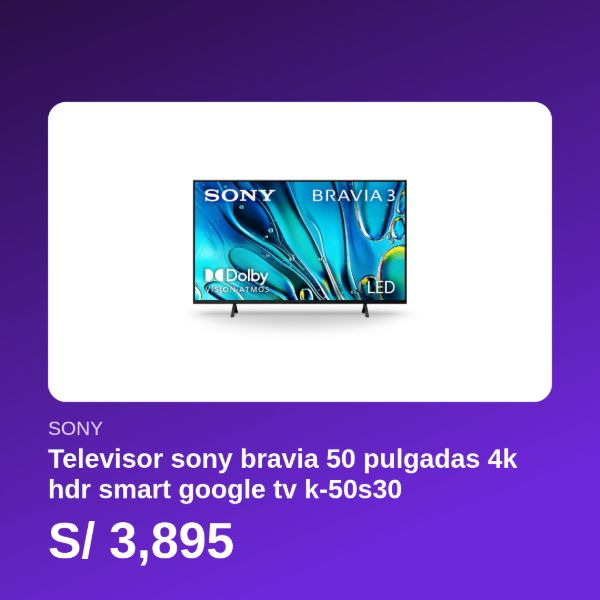 SONY BRAVIA 3
Dolby
VISION·ATMOS
LED
SONY
Televisor sony bravia 50 pulgadas 4k
hdr smart google tv k-50s30
S/ 3,895